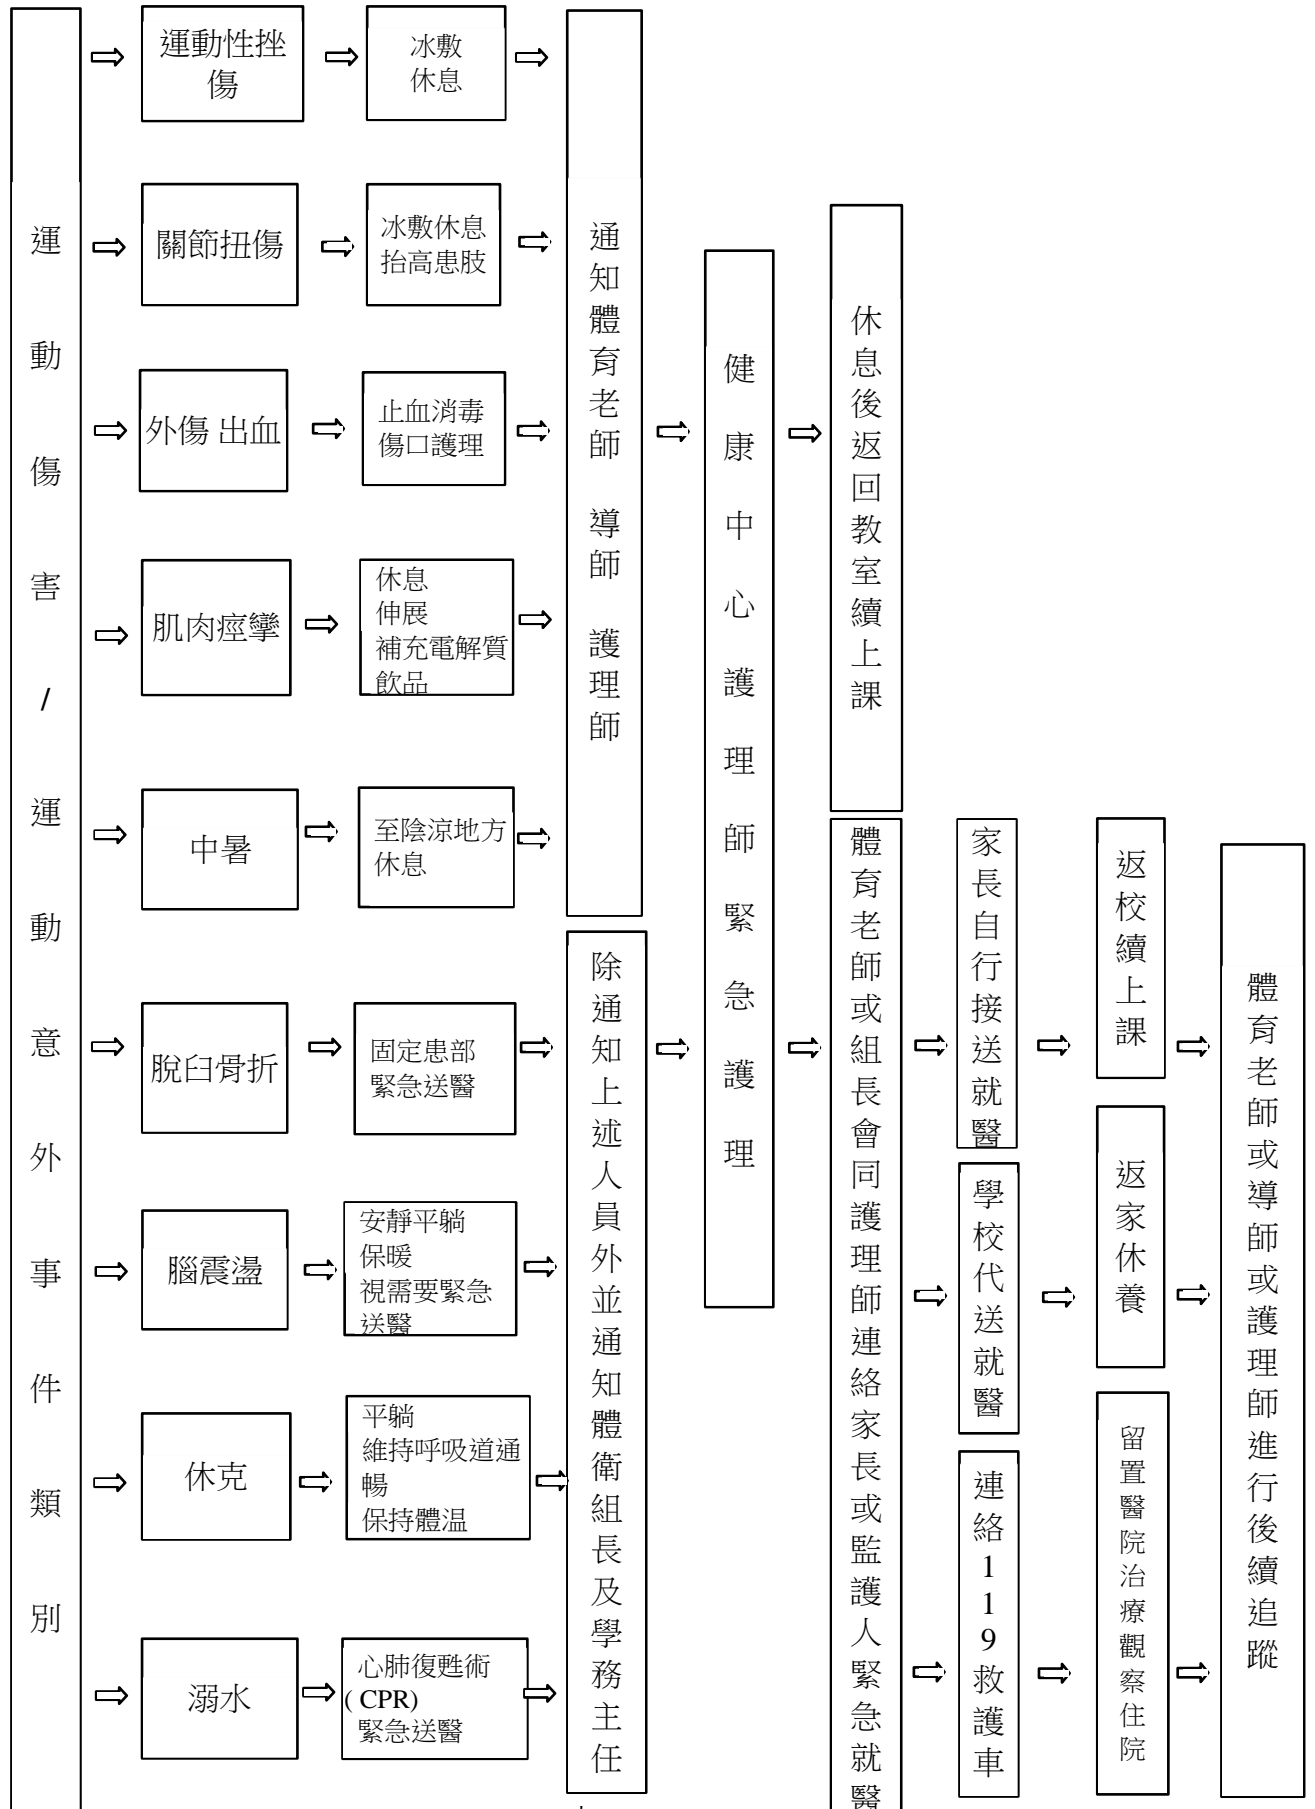 運動傷害/運動意外事件類別
運動性挫
傷
冰敷
休息
關節扭傷
冰敷休息
抬高患肢
外傷 出血
止血消毒
傷口護理
肌肉痙攣
休息
伸展
補充電解質
飲品
中暑
至陰涼地方
休息
脫臼骨折
固定患部
緊急送醫
腦震盪
安靜平躺
保暖
視需要緊急
送醫
休克
平躺
維持呼吸道通
暢
保持體温
溺水
心肺復甦術
( CPR)
緊急送醫
通知體育老師 導師 護理師
除通知上述人員外並通知體衛組長及學務主任
健康中心護理師緊急護理
休息後返回教室續上課
體育老師或組長會同護理師連絡家長或監護人緊急就醫
家長自行接送就醫
學校代送就醫
連絡119救護車
返校續上課
返家休養
留置醫院治療觀察住院
體育老師或導師或護理師進行後續追蹤